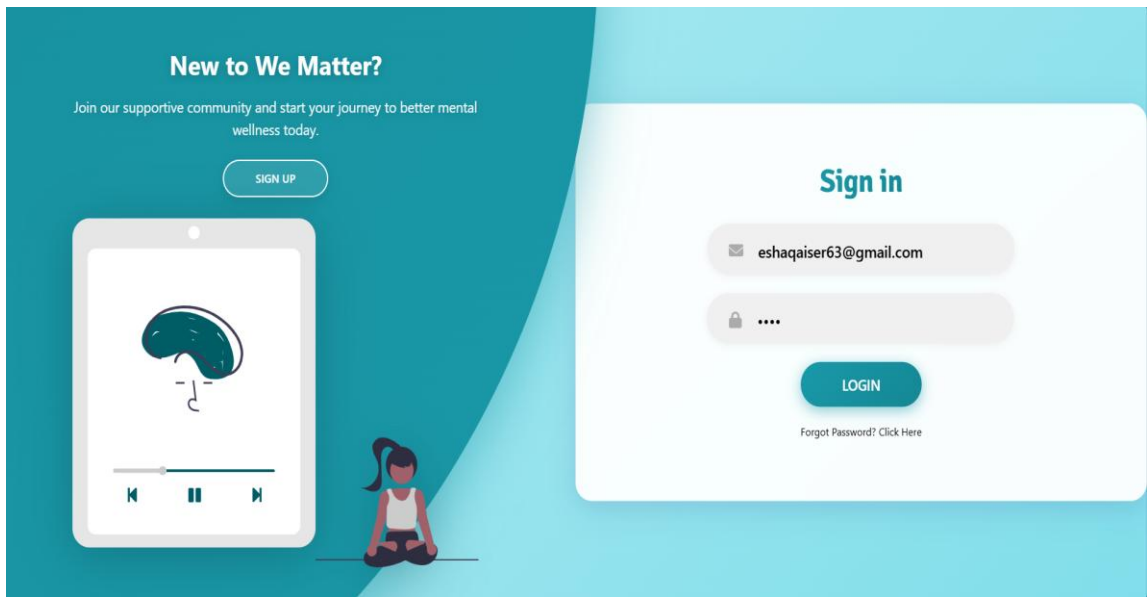 New to We Matter?
Join our supportive community and start your journey to better mental
wellness today.
SIGN UP
Sign in
eshaqaiser63@gmail.com
••••
LOGIN
Forgot Password? Click Here